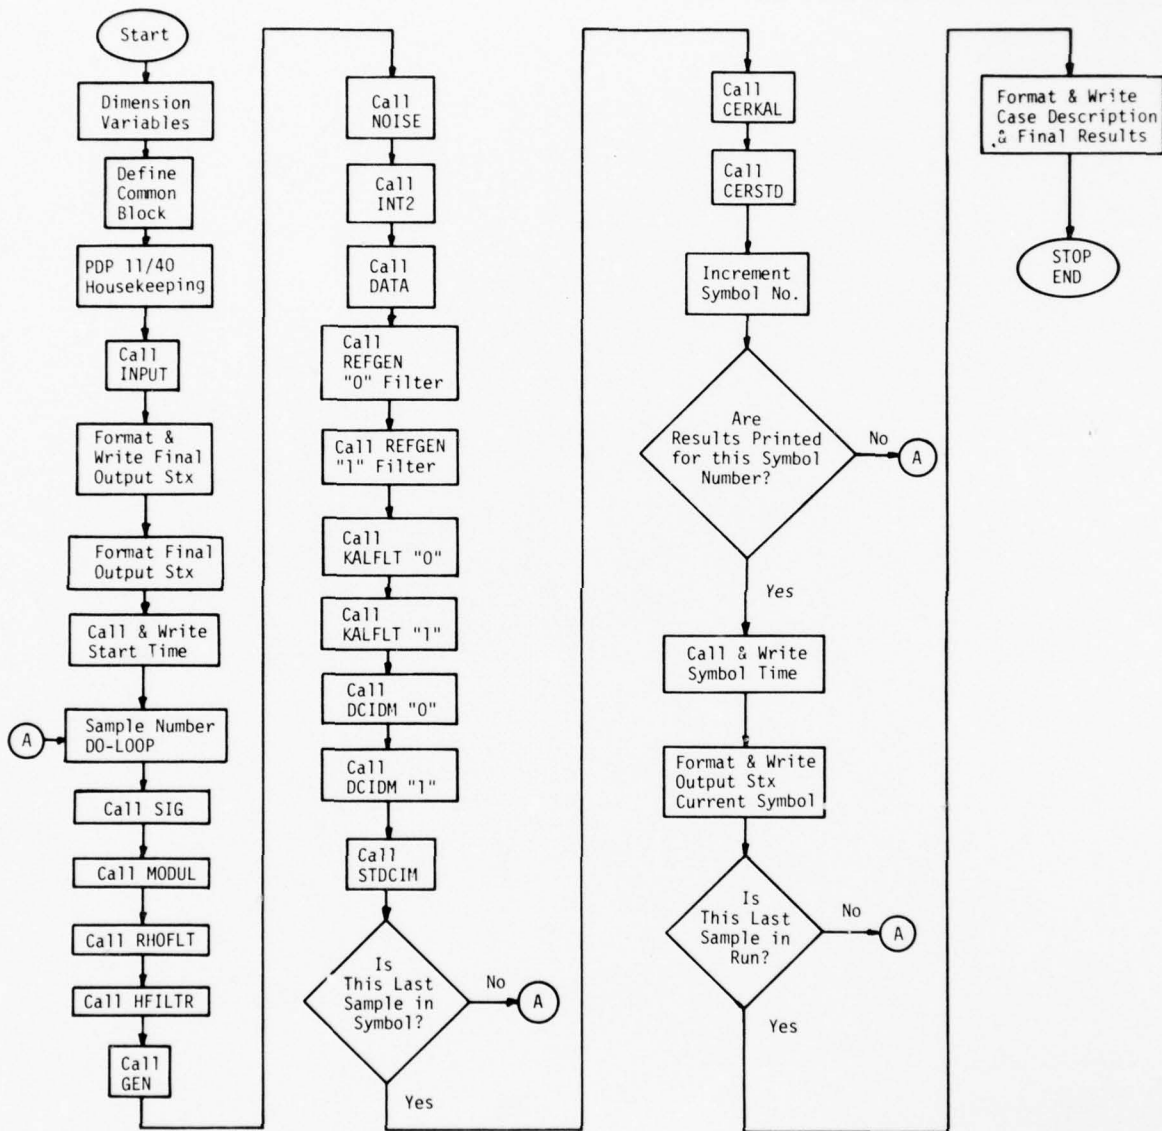 Start
Dimension
Variables
Define
Common
Block
PDP 11/40
Housekeeping
Call
INPUT
Format &
Write Final
Output Stx
Format Final
Output Stx
Call & Write
Start Time
A
Sample Number
DO-LOOP
Call SIG
Call MODUL
Call RHOFLT
Call HFILTR
Call
GEN
Call
NOISE
Call
INT2
Call
DATA
Call
REFGEN
"0" Filter
Call REFGEN
"1" Filter
Call
KALFLT "0"
Call
KALFLT "1"
Call
DCIDM "0"
Call
DCIDM "1"
Call
STDCIM
Is
This Last
Sample in
Symbol?
No
A
Yes
Call
CERKAL
Call
CERSTD
Increment
Symbol No.
Are
Results Printed
for this Symbol
Number?
No
A
Yes
Call & Write
Symbol Time
Format & Write
Output Stx
Current Symbol
Is
This Last
Sample in
Run?
No
A
Yes
Format & Write
Case Description
& Final Results
STOP
END